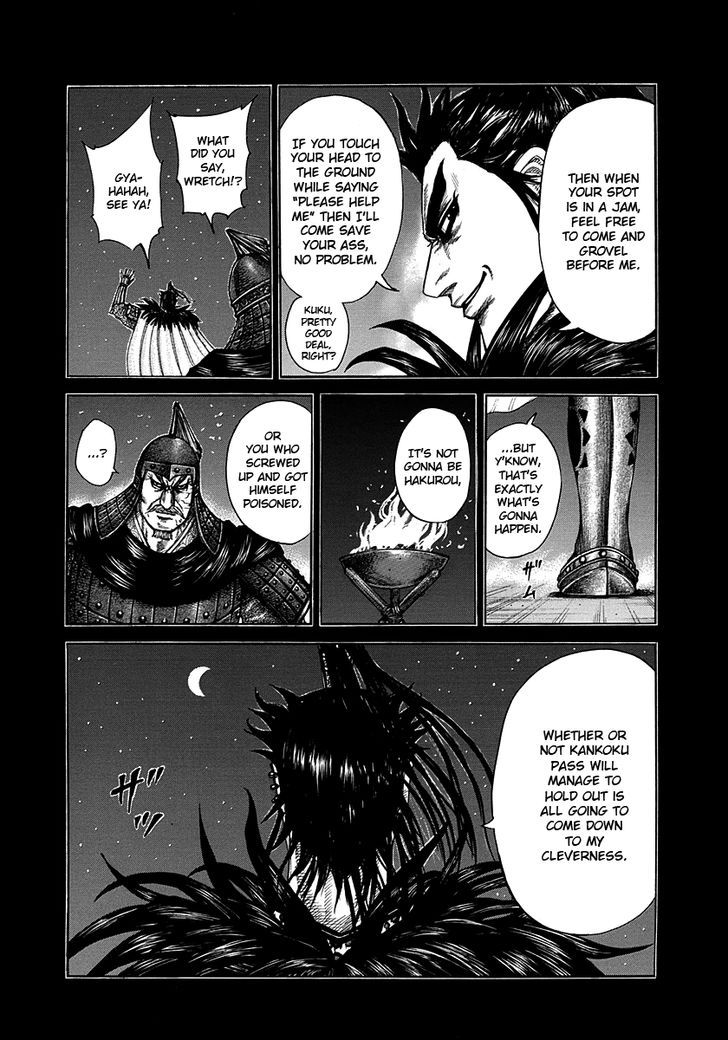 THEN WHEN
YOUR SPOT
IS IN A JAM,
FEEL FREE
TO COME AND
GROVEL
BEFORE ME.
IF YOU TOUCH
YOUR HEAD TO
THE GROUND
WHILE SAYING
"PLEASE HELP
ME" THEN I'LL
COME SAVE
YOUR ASS,
NO PROBLEM.
KUKU,
PRETTY
GOOD
DEAL,
RIGHT?
WHAT
DID YOU
SAY,
WRETCH!?
GYA-
HAHAH,
SEE YA!
...BUT
Y'KNOW,
THAT'S
EXACTLY
WHAT'S
GONNA
HAPPEN.
ザッ
IT'S NOT
GONNA BE
HAKUROU,
OR
YOU WHO
SCREWED
UP AND GOT
HIMSELF
POISONED.
...?
WHETHER OR
NOT KANKOKU
PASS WILL
MANAGE TO
HOLD OUT IS
ALL GOING TO
COME DOWN
TO MY
CLEVERNESS.
ザッ